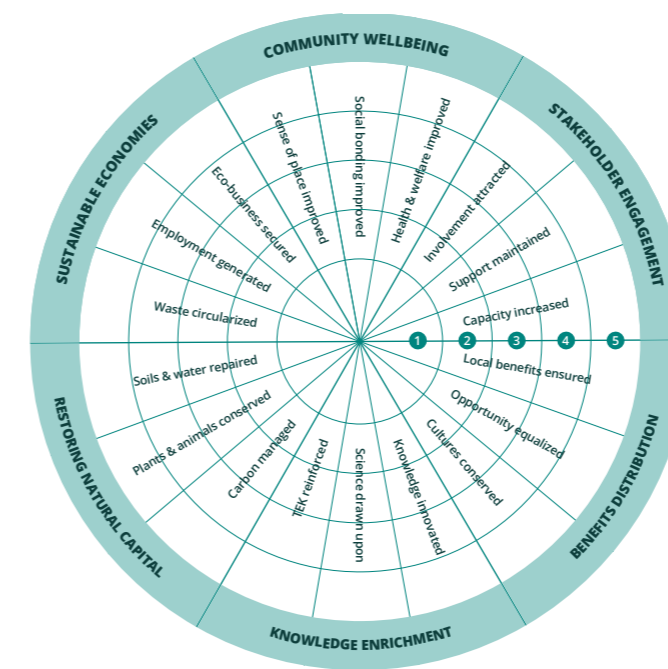 COMMUNITY WELLBEING
STAKEHOLDER ENGAGEMENT
BENEFITS DISTRIBUTION
KNOWLEDGE ENRICHMENT
RESTORING NATURAL CAPITAL
SUSTAINABLE ECONOMIES
Sense of place improved
Social bonding improved
Health & welfare improved
Involvement attracted
Support maintained
Capacity increased
Local benefits ensured
Opportunity equalized
Cultures conserved
Knowledge innovated
Science drawn upon
TEK reinforced
Carbon managed
Plants & animals conserved
Soils & water repaired
Waste circularized
Employment generated
Eco-business secured
1 2 3 4 5